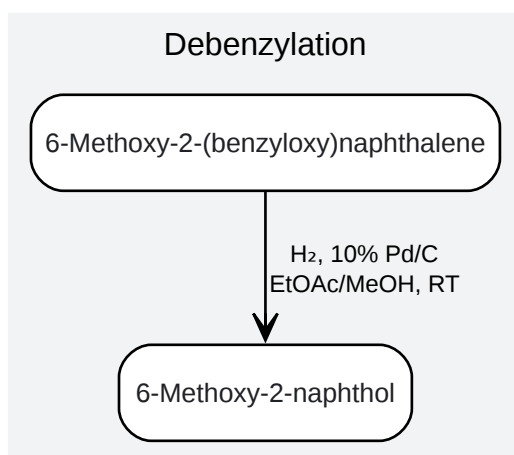 Debenzylation
6-Methoxy-2-(benzyloxy)naphthalene
H₂, 10% Pd/C
EtOAc/MeOH, RT
6-Methoxy-2-naphthol